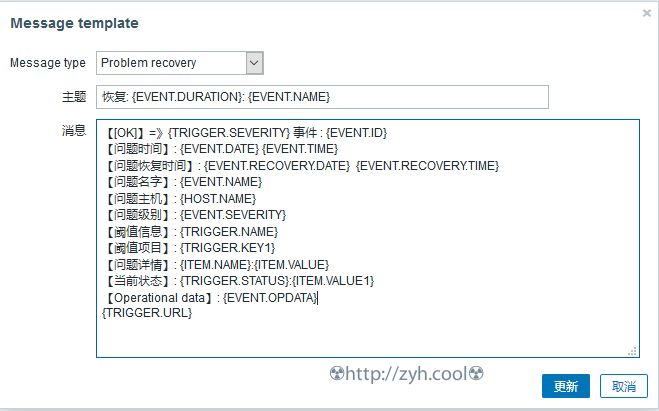 Message template
Message type Problem recovery
主题 恢复: {EVENT.DURATION}: {EVENT.NAME}
消息 【[OK]】=》{TRIGGER.SEVERITY} 事件 : {EVENT.ID}
【问题时间】: {EVENT.DATE} {EVENT.TIME}
【问题恢复时间】: {EVENT.RECOVERY.DATE} {EVENT.RECOVERY.TIME}
【问题名字】: {EVENT.NAME}
【问题主机】: {HOST.NAME}
【问题级别】: {EVENT.SEVERITY}
【阈值信息】: {TRIGGER.NAME}
【阈值项目】: {TRIGGER.KEY1}
【问题详情】: {ITEM.NAME}:{ITEM.VALUE}
【当前状态】: {TRIGGER.STATUS}:{ITEM.VALUE1}
【Operational data】: {EVENT.OPDATA}
{TRIGGER.URL}
☢http://zyh.cool☢
更新 取消